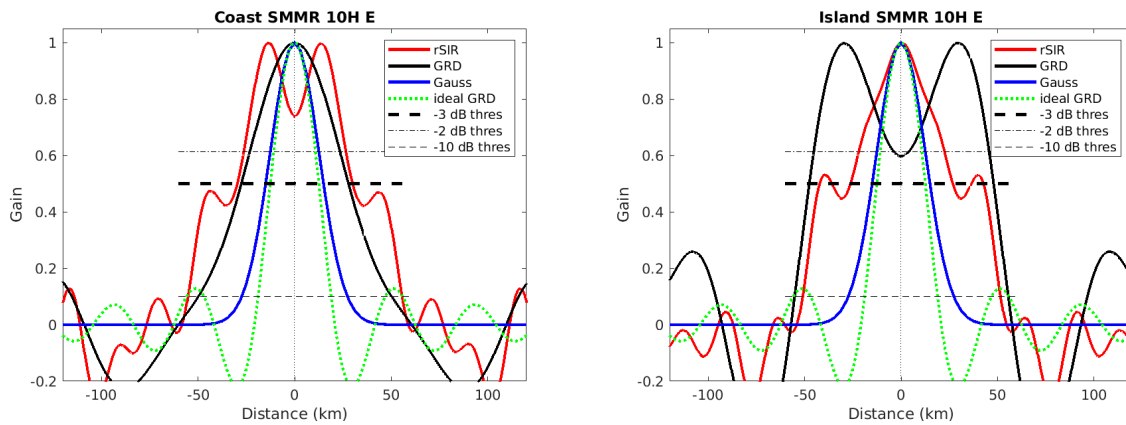 Coast SMMR 10H E
rSIR
GRD
Gauss
ideal GRD
-3 dB thres
-2 dB thres
-10 dB thres
1
0.8
0.6
0.4
0.2
0
-0.2
Gain
-100
-50
0
50
100
Distance (km)
Island SMMR 10H E
rSIR
GRD
Gauss
ideal GRD
-3 dB thres
-2 dB thres
-10 dB thres
1
0.8
0.6
0.4
0.2
0
-0.2
Gain
-100
-50
0
50
100
Distance (km)